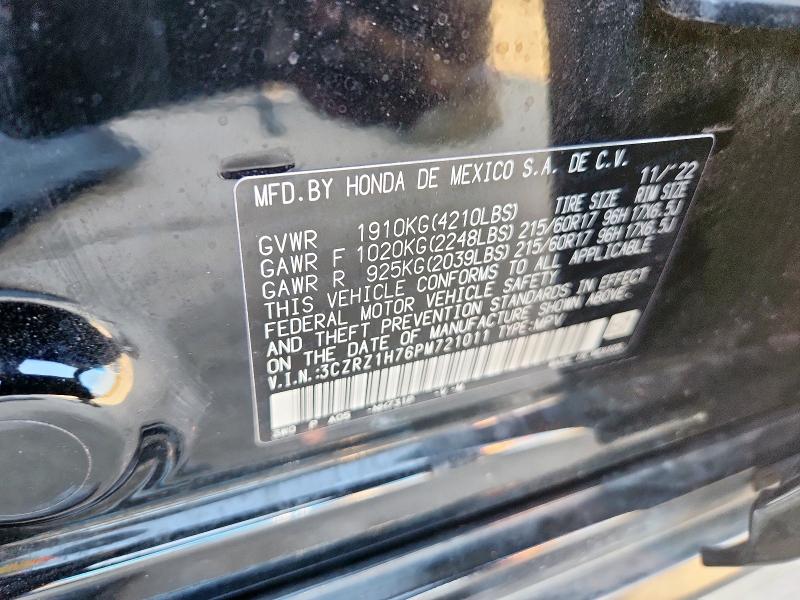 MFD.BY HONDA DE MEXICO S.A. DE C.V. 11/'22
TIRE SIZE RIM SIZE
GVWR 1910KG(4210LBS)
GAWR F 1020KG(2248LBS) 215/60R17 96H 17X6.5J
GAWR R 925KG(2039LBS) 215/60R17 96H 17X6.5J
THIS VEHICLE CONFORMS TO ALL APPLICABLE
FEDERAL MOTOR VEHICLE SAFETY
AND THEFT PREVENTION STANDARDS IN EFFECT
ON THE DATE OF MANUFACTURE SHOWN ABOVE.
V.I.N.:3CZRZ1H76PM721011 TYPE:MPV